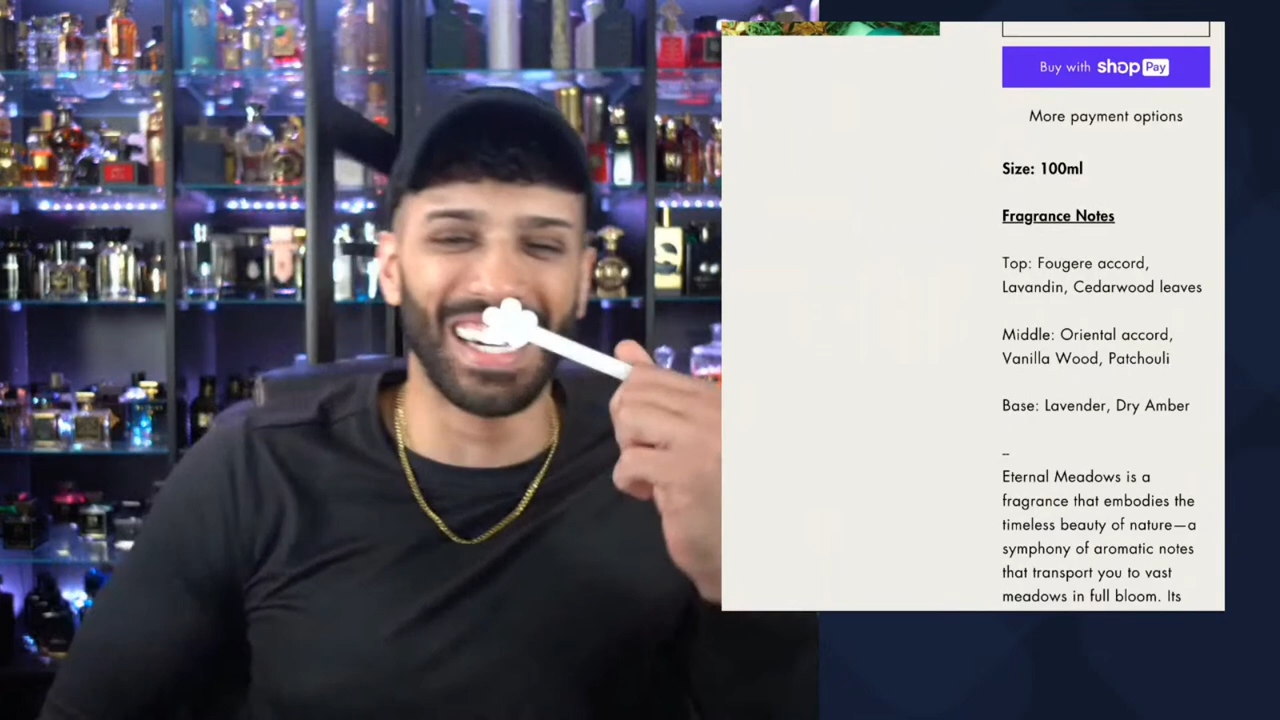 Buy with shop Pay
More payment options
Size: 100ml
Fragrance Notes
Top: Fougere accord,
Lavandin, Cedarwood leaves
Middle: Oriental accord,
Vanilla Wood, Patchouli
Base: Lavender, Dry Amber
–
Eternal Meadows is a
fragrance that embodies the
timeless beauty of nature—a
symphony of aromatic notes
that transport you to vast
meadows in full bloom. Its